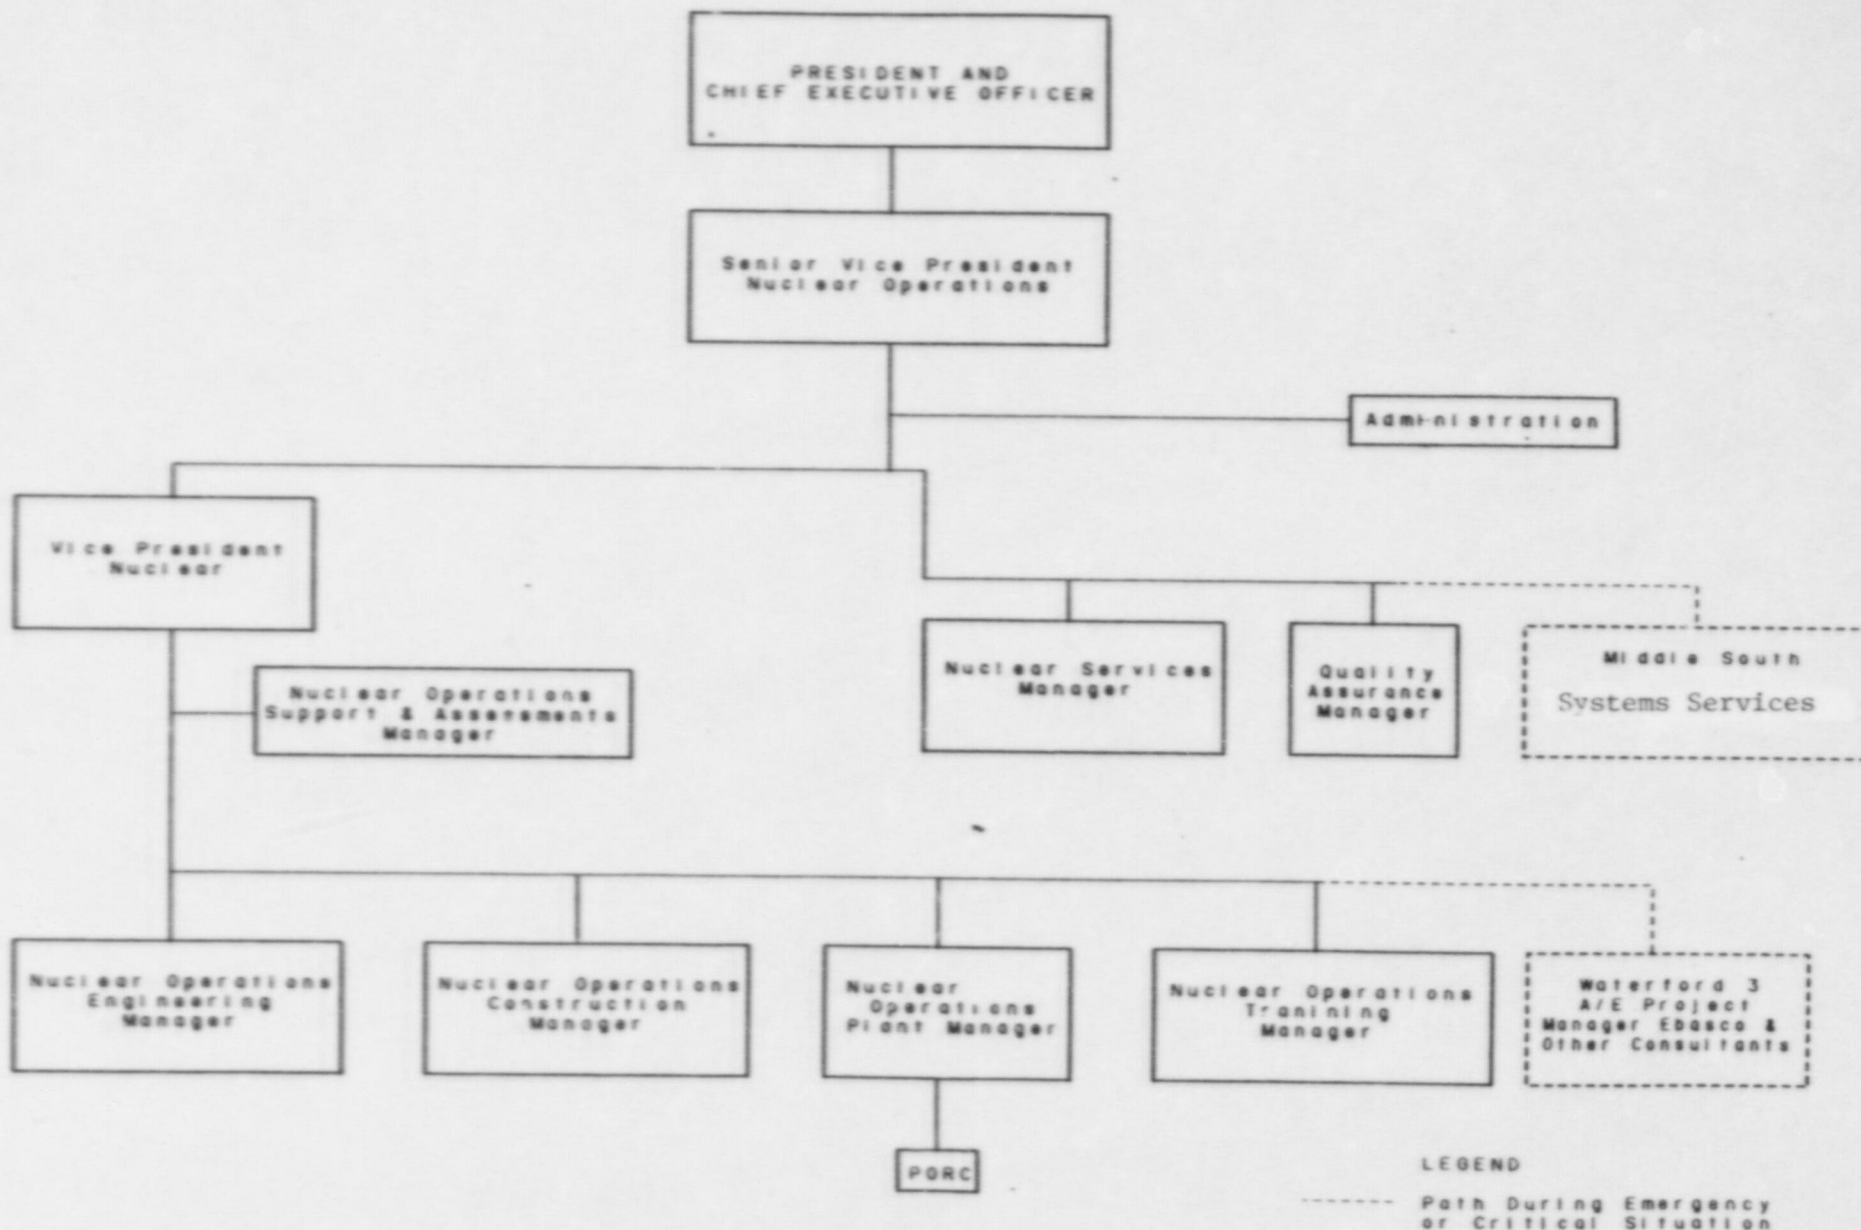 PRESIDENT AND
CHIEF EXECUTIVE OFFICER
Senior Vice President
Nuclear Operations
Administration
Vice President
Nuclear
Nuclear Services
Manager
Quality
Assurance
Manager
Middle South
Systems Services
Nuclear Operations
Support & Assessments
Manager
Nuclear Operations
Engineering
Manager
Nuclear Operations
Construction
Manager
Nuclear
Operations
Plant Manager
Nuclear Operations
Tranining
Manager
Waterford 3
A/E Project
Manager Ebasco &
Other Consultants
PORC
LEGEND
Path During Emergency
or Critical Situation